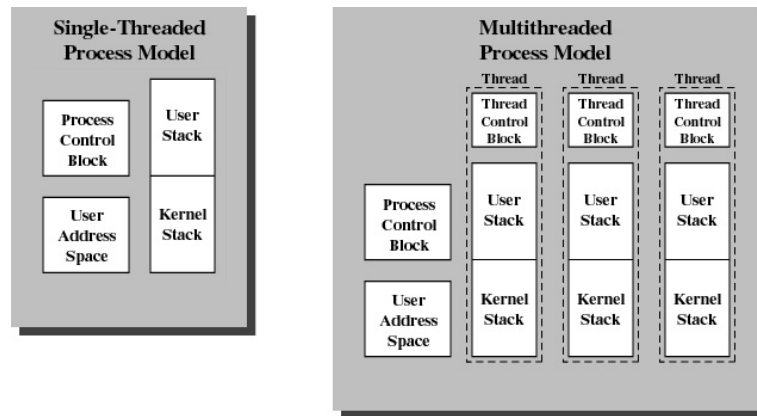 Single-Threaded
Process Model
Process
Control
Block
User
Stack
User
Address
Space
Kernel
Stack
Multithreaded
Process Model
Thread
Thread
Thread
Thread
Control
Block
Thread
Control
Block
Thread
Control
Block
Process
Control
Block
User
Stack
User
Stack
User
Stack
User
Address
Space
Kernel
Stack
Kernel
Stack
Kernel
Stack